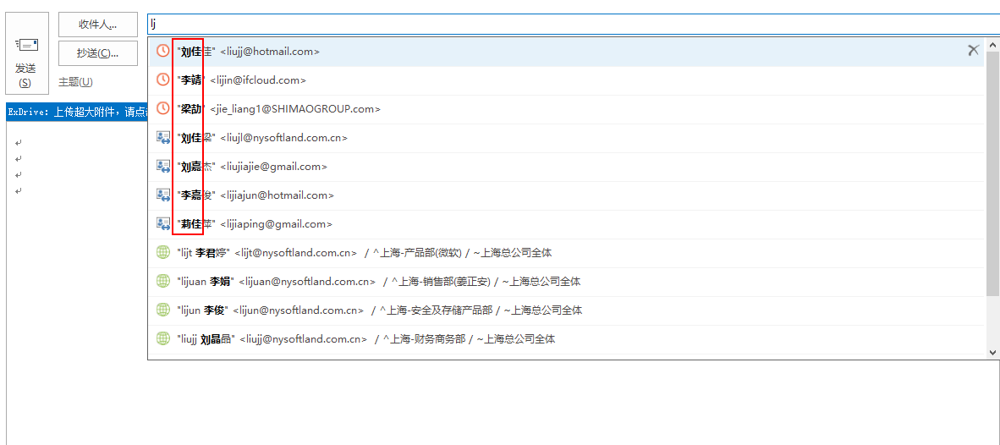 收件人...
lj
发送
(S)
抄送(C)...
主题(U)
ExDrive: 上传超大附件，请点
"刘佳佳" <liujj@hotmail.com>
"李婧" <lijin@ifcloud.com>
"梁劼" <jie_liang1@SHIMAOGROUP.com>
"刘佳梁" <liujl@nysoftland.com.cn>
"刘嘉杰" <liujiajie@gmail.com>
"李嘉俊" <lijiajun@hotmail.com>
"莉佳萍" <lijiaping@gmail.com>
"lijt 李君婷" <lijt@nysoftland.com.cn> / ^上海-产品部(微软) / ~上海总公司全体
"lijuan 李娟" <lijuan@nysoftland.com.cn> / ^上海-销售部(姜正安) / ~上海总公司全体
"lijun 李俊" <lijun@nysoftland.com.cn> / ^上海-安全及存储产品部 / ~上海总公司全体
"liujj 刘晶晶" <liujj@nysoftland.com.cn> / ^上海-财务商务部 / ~上海总公司全体